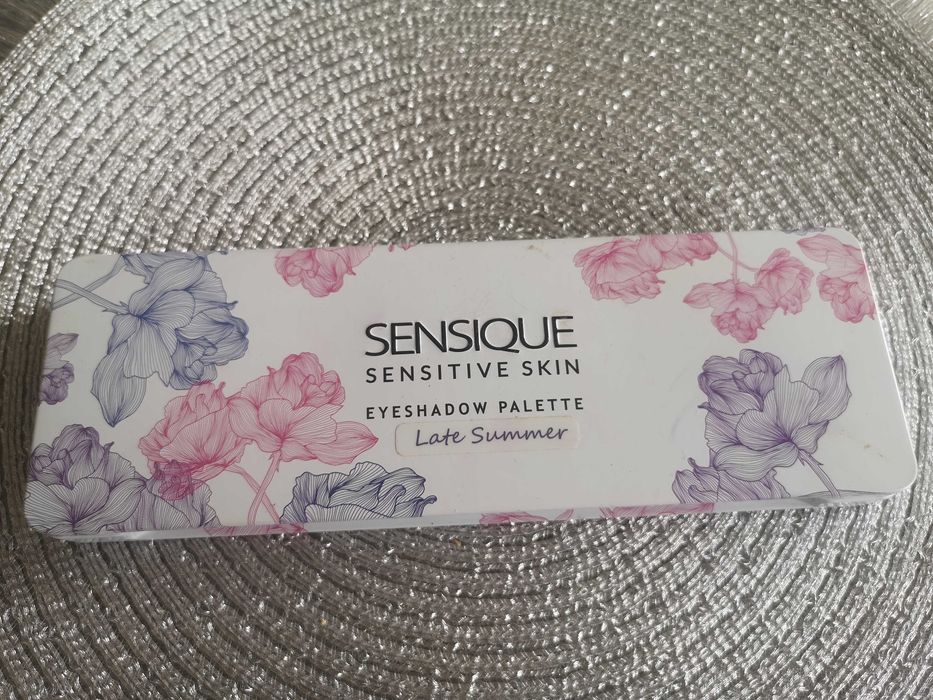 SENSIQUE
SENSITIVE SKIN
EYESHADOW PALETTE
Late Summer